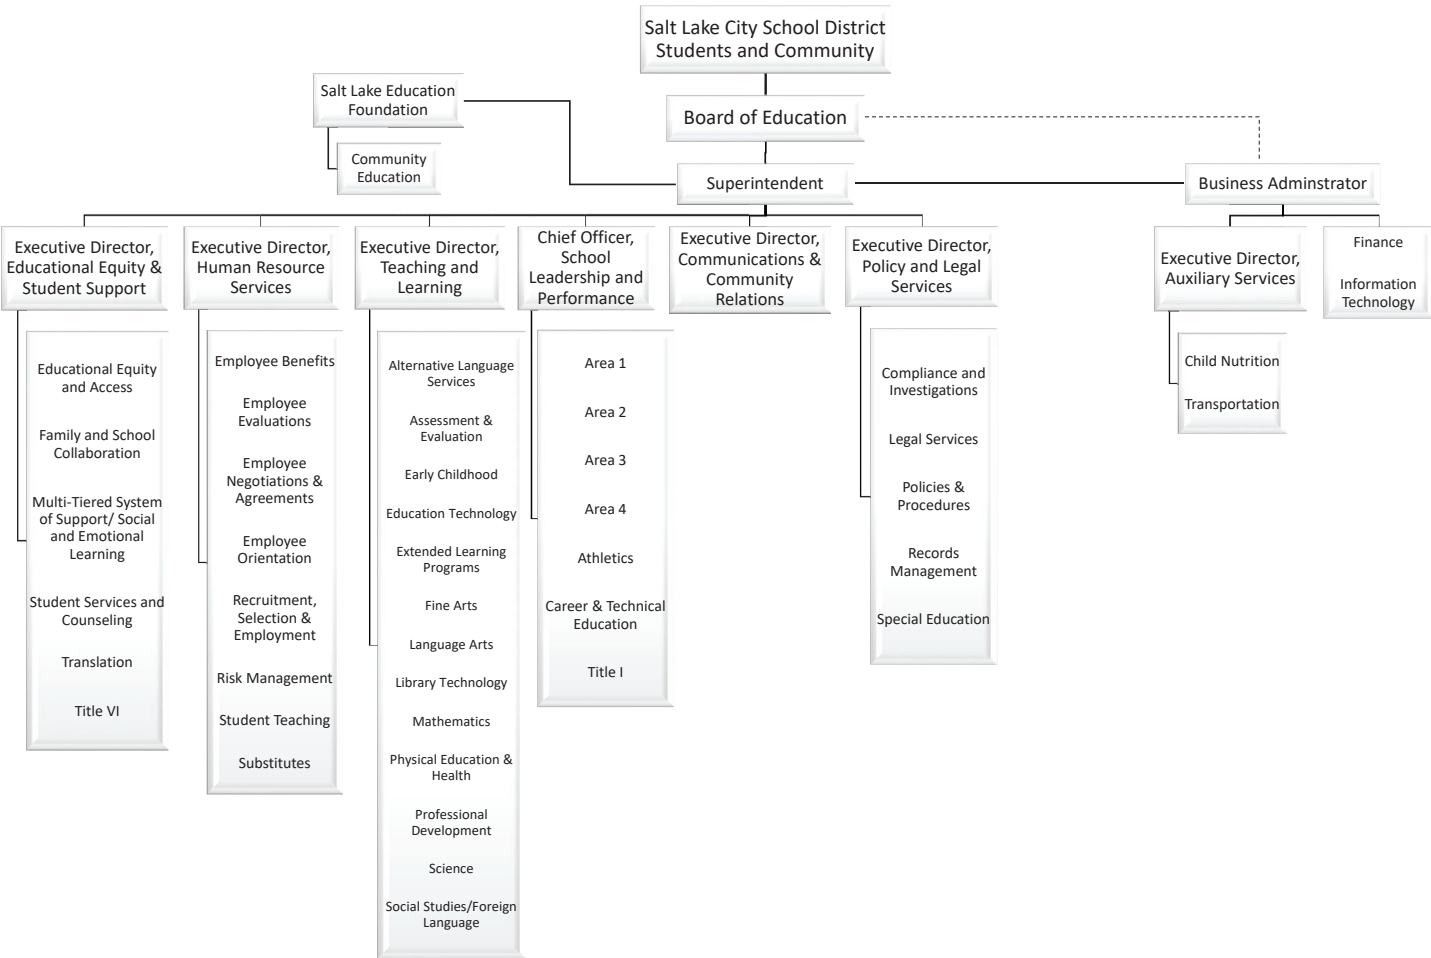 Salt Lake City School District
Students and Community
Salt Lake Education
Foundation
Board of Education
Community
Education
Superintendent
Business Adminstrator
Executive Director,
Educational Equity &
Student Support
Executive Director,
Human Resource
Services
Executive Director,
Teaching and
Learning
Chief Officer,
School
Leadership and
Performance
Executive Director,
Communications &
Community
Relations
Executive Director,
Policy and Legal
Services
Executive Director,
Auxiliary Services
Finance
Information
Technology
Educational Equity
and Access
Family and School
Collaboration
Multi-Tiered System
of Support/ Social
and Emotional
Learning
Student Services and
Counseling
Translation
Title VI
Employee Benefits
Employee
Evaluations
Employee
Negotiations &
Agreements
Employee
Orientation
Recruitment,
Selection &
Employment
Risk Management
Student Teaching
Substitutes
Alternative Language
Services
Assessment &
Evaluation
Early Childhood
Education Technology
Extended Learning
Programs
Fine Arts
Language Arts
Library Technology
Mathematics
Physical Education &
Health
Professional
Development
Science
Social Studies/Foreign
Language
Area 1
Area 2
Area 3
Area 4
Athletics
Career & Technical
Education
Title I
Compliance and
Investigations
Legal Services
Policies &
Procedures
Records
Management
Special Education
Child Nutrition
Transportation